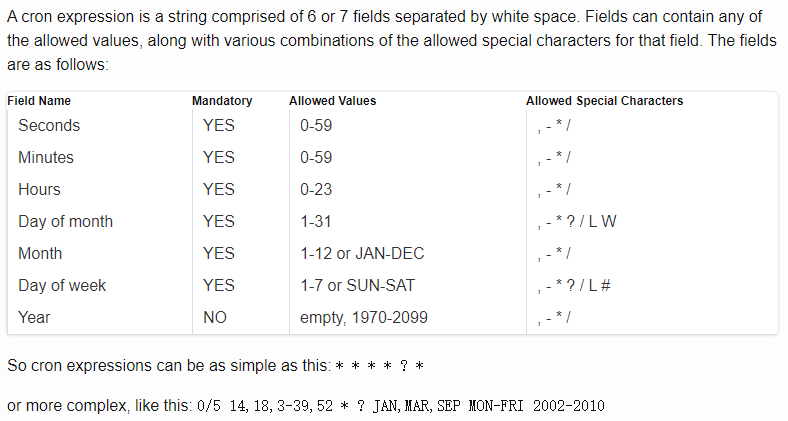 A cron expression is a string comprised of 6 or 7 fields separated by white space. Fields can contain any of
the allowed values, along with various combinations of the allowed special characters for that field. The fields
are as follows:
Field Name Mandatory Allowed Values Allowed Special Characters
Seconds YES 0-59 , - * /
Minutes YES 0-59 , - * /
Hours YES 0-23 , - * /
Day of month YES 1-31 , - * ? / L W
Month YES 1-12 or JAN-DEC , - * /
Day of week YES 1-7 or SUN-SAT , - * ? / L #
Year NO empty, 1970-2099 , - * /
So cron expressions can be as simple as this: * * * * ? *
or more complex, like this: 0/5 14,18,3-39,52 * ? JAN,MAR,SEP MON-FRI 2002-2010